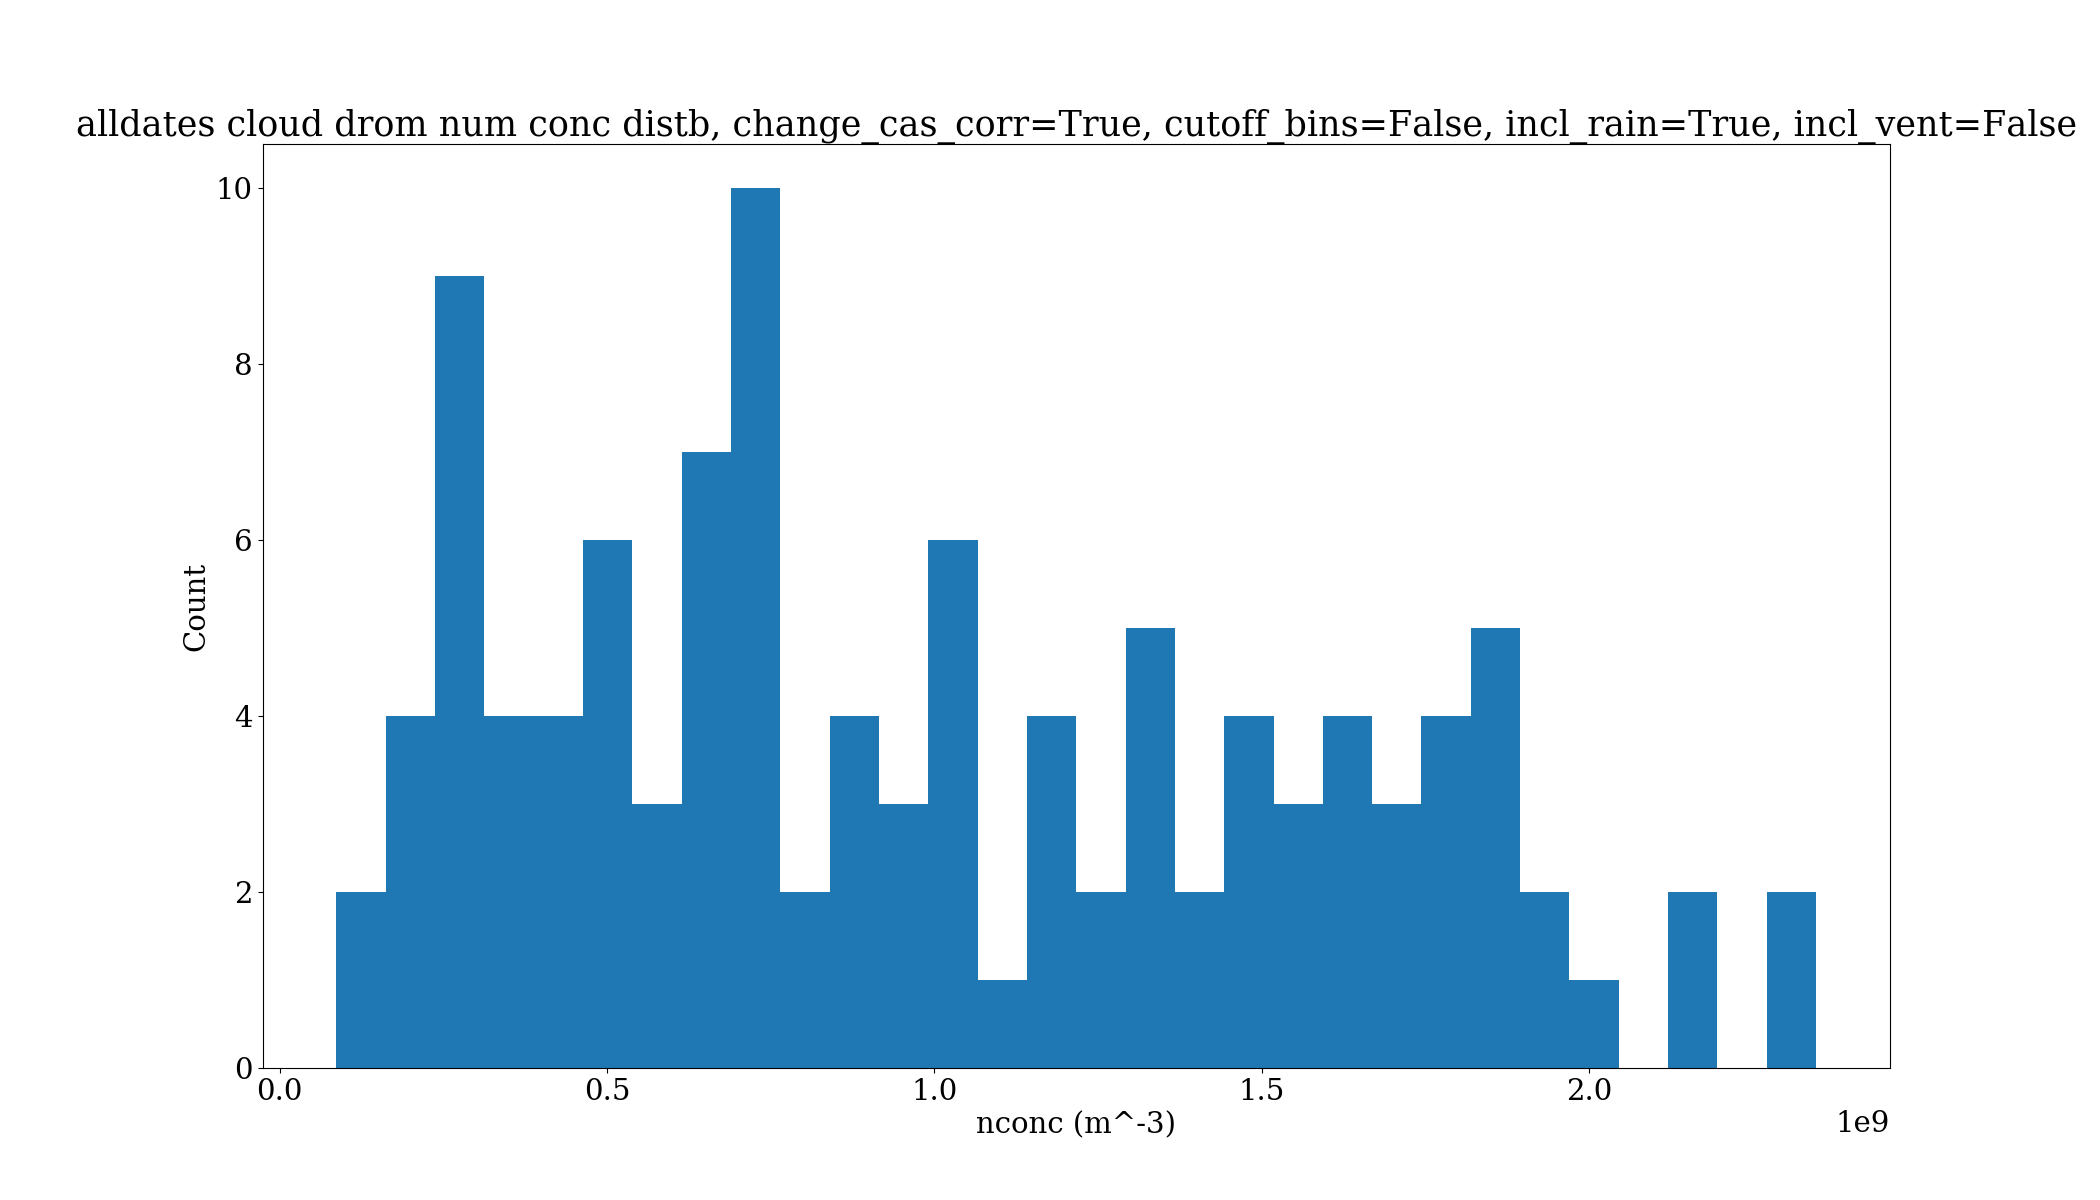 alldates cloud drom num conc distb, change_cas_corr=True, cutoff_bins=False, incl_rain=True, incl_vent=False
10
8
6
4
2
0
Count
0.0 0.5 1.0 1.5 2.0
nconc (m^-3)
1e9